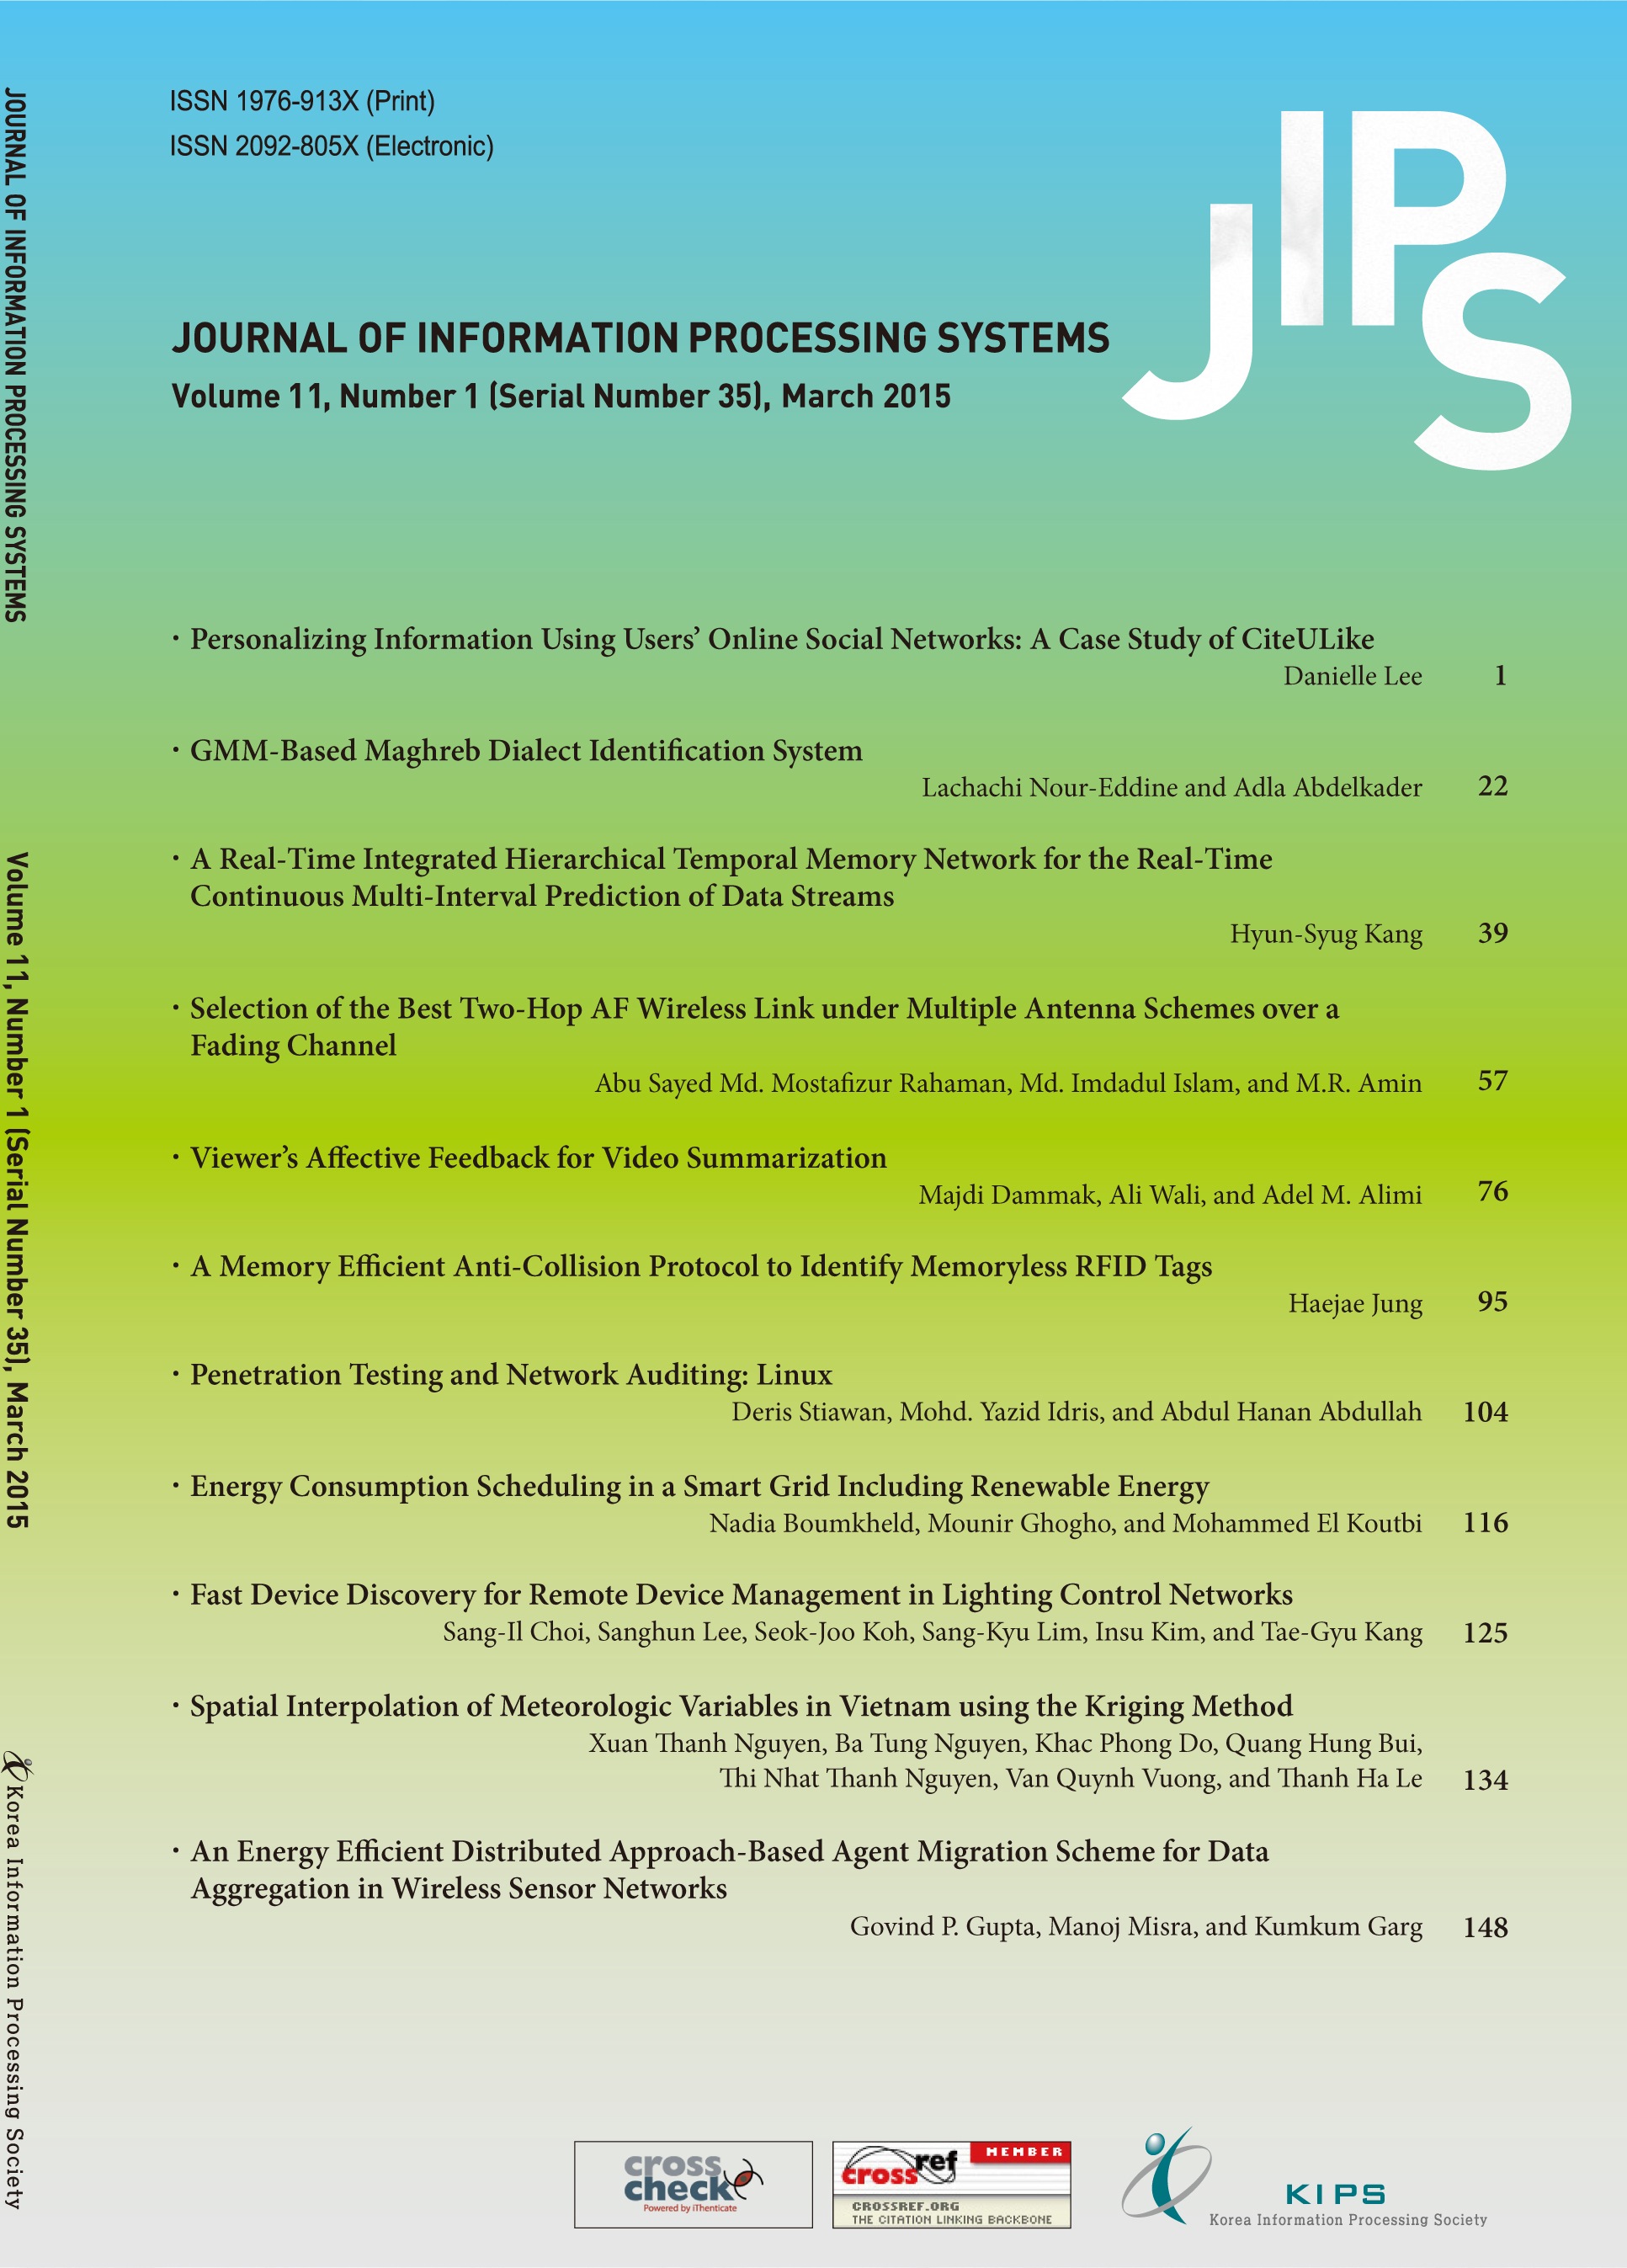 ISSN 1976-913X (Print)
ISSN 2092-805X (Electronic)
JIPS
JOURNAL OF INFORMATION PROCESSING SYSTEMS
Volume 11, Number 1 (Serial Number 35), March 2015
· Personalizing Information Using Users’ Online Social Networks: A Case Study of CiteULike
Danielle Lee 1
· GMM-Based Maghreb Dialect Identification System
Lachachi Nour-Eddine and Adla Abdelkader 22
· A Real-Time Integrated Hierarchical Temporal Memory Network for the Real-Time
Continuous Multi-Interval Prediction of Data Streams
Hyun-Syug Kang 39
· Selection of the Best Two-Hop AF Wireless Link under Multiple Antenna Schemes over a
Fading Channel
Abu Sayed Md. Mostafizur Rahaman, Md. Imdadul Islam, and M.R. Amin 57
· Viewer’s Affective Feedback for Video Summarization
Majdi Dammak, Ali Wali, and Adel M. Alimi 76
· A Memory Efficient Anti-Collision Protocol to Identify Memoryless RFID Tags
Haejae Jung 95
· Penetration Testing and Network Auditing: Linux
Deris Stiawan, Mohd. Yazid Idris, and Abdul Hanan Abdullah 104
· Energy Consumption Scheduling in a Smart Grid Including Renewable Energy
Nadia Boumkheld, Mounir Ghogho, and Mohammed El Koutbi 116
· Fast Device Discovery for Remote Device Management in Lighting Control Networks
Sang-Il Choi, Sanghun Lee, Seok-Joo Koh, Sang-Kyu Lim, Insu Kim, and Tae-Gyu Kang 125
· Spatial Interpolation of Meteorologic Variables in Vietnam using the Kriging Method
Xuan Thanh Nguyen, Ba Tung Nguyen, Khac Phong Do, Quang Hung Bui,
Thi Nhat Thanh Nguyen, Van Quynh Vuong, and Thanh Ha Le 134
· An Energy Efficient Distributed Approach-Based Agent Migration Scheme for Data
Aggregation in Wireless Sensor Networks
Govind P. Gupta, Manoj Misra, and Kumkum Garg 148
cross
check
Powered by iThenticate
crossref
MEMBER
CROSSREF.ORG
THE CITATION LINKING BACKBONE
KIPS
Korea Information Processing Society
JOURNAL OF INFORMATION PROCESSING SYSTEMS
Volume 11, Number 1 (Serial Number 35), March 2015
Korea Information Processing Society